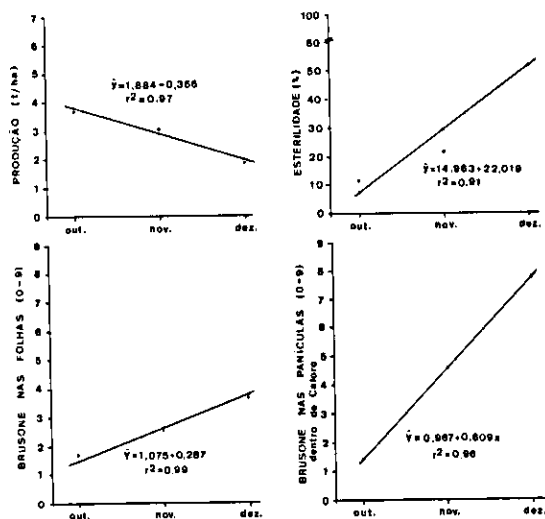 PRODUÇÃO (t/ha)
7
6
5
4
3
2
1
0
ŷ=1,884-0,356
r²=0.97
out.
nov.
dez.
ESTERILIDADE (%)
100
80
50
40
30
20
10
0
ŷ=14,963+22,019
r²=0.91
out.
nov.
dez.
BRUSONE NAS FOLHAS (0-9)
9
8
7
6
5
4
3
2
1
0
ŷ=1,075+0,287
r²=0.99
out.
nov.
dez.
BRUSONE NAS PANÍCULAS (0-9)
dentro de Caloro
9
8
7
6
5
4
3
2
1
0
ŷ=0,967+0.609x
r²=0.96
out.
nov.
dez.